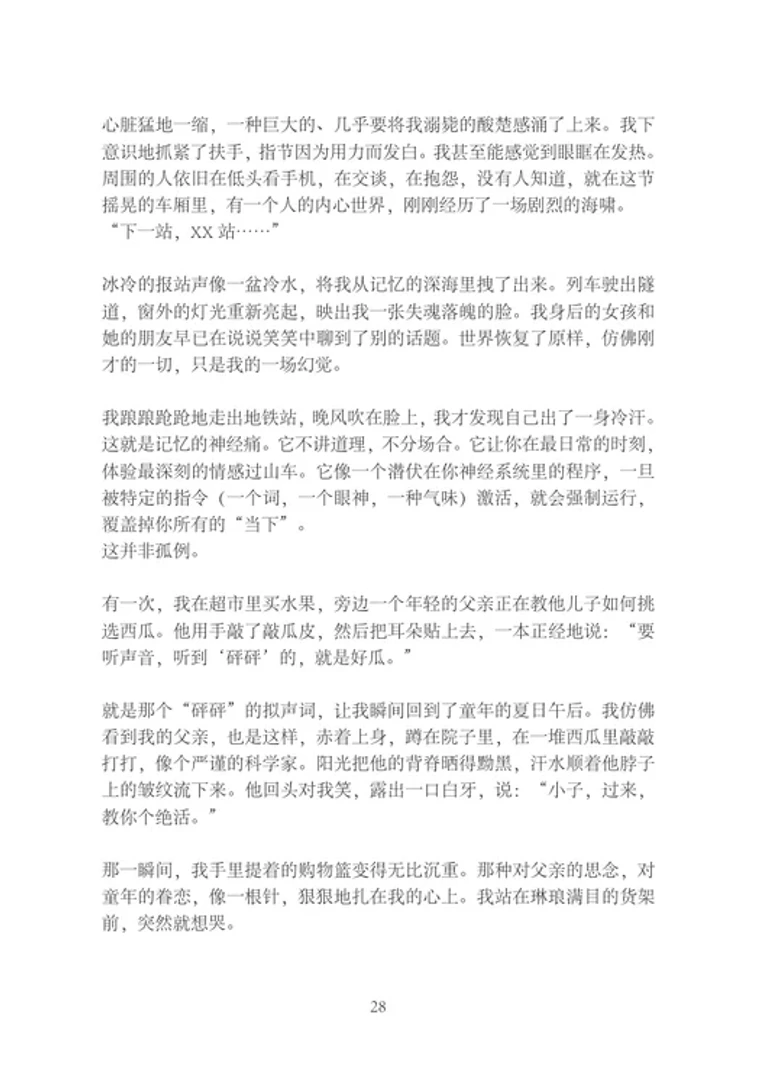 心脏猛地一缩，一种巨大的、几乎要将我溺毙的酸楚感涌了上来。我下
意识地抓紧了扶手，指节因为用力而发白。我甚至能感觉到眼眶在发热。
周围的人依旧在低头看手机，在交谈，在抱怨，没有人知道，就在这节
摇晃的车厢里，有一个人的内心世界，刚刚经历了一场剧烈的海啸。
“下一站，XX 站……”
冰冷的报站声像一盆冷水，将我从记忆的深海里拽了出来。列车驶出隧
道，窗外的灯光重新亮起，映出我一张失魂落魄的脸。我身后的女孩和
她的朋友早已在说说笑笑中聊到了别的话题。世界恢复了原样，仿佛刚
才的一切，只是我的一场幻觉。
我踉踉跄跄地走出地铁站，晚风吹在脸上，我才发现自己出了一身冷汗。
这就是记忆的神经痛。它不讲道理，不分场合。它让你在最日常的时刻，
体验最深刻的情感过山车。它像一个潜伏在你神经系统里的程序，一旦
被特定的指令（一个词，一个眼神，一种气味）激活，就会强制运行，
覆盖掉你所有的“当下”。
这并非孤例。
有一次，我在超市里买水果，旁边一个年轻的父亲正在教他儿子如何挑
选西瓜。他用手敲了敲瓜皮，然后把耳朵贴上去，一本正经地说：“要
听声音，听到‘砰砰’的，就是好瓜。”
就是那个“砰砰”的拟声词，让我瞬间回到了童年的夏日午后。我仿佛
看到我的父亲，也是这样，赤着上身，蹲在院子里，在一堆西瓜里敲敲
打打，像个严谨的科学家。阳光把他的背脊晒得黝黑，汗水顺着他脖子
上的皱纹流下来。他回头对我笑，露出一口白牙，说：“小子，过来，
教你个绝活。”
那一瞬间，我手里提着的购物篮变得无比沉重。那种对父亲的思念，对
童年的眷恋，像一根针，狠狠地扎在我的心上。我站在琳琅满目的货架
前，突然就想哭。
28